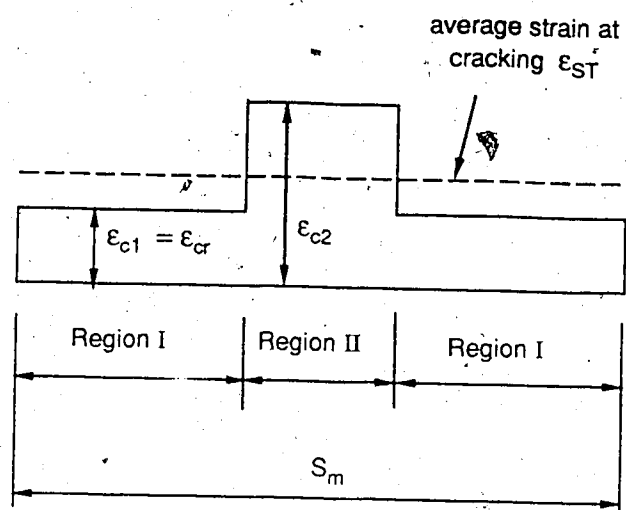 average strain at
cracking εST
εc1 = εcr
εc2
Region I
Region II
Region I
Sm